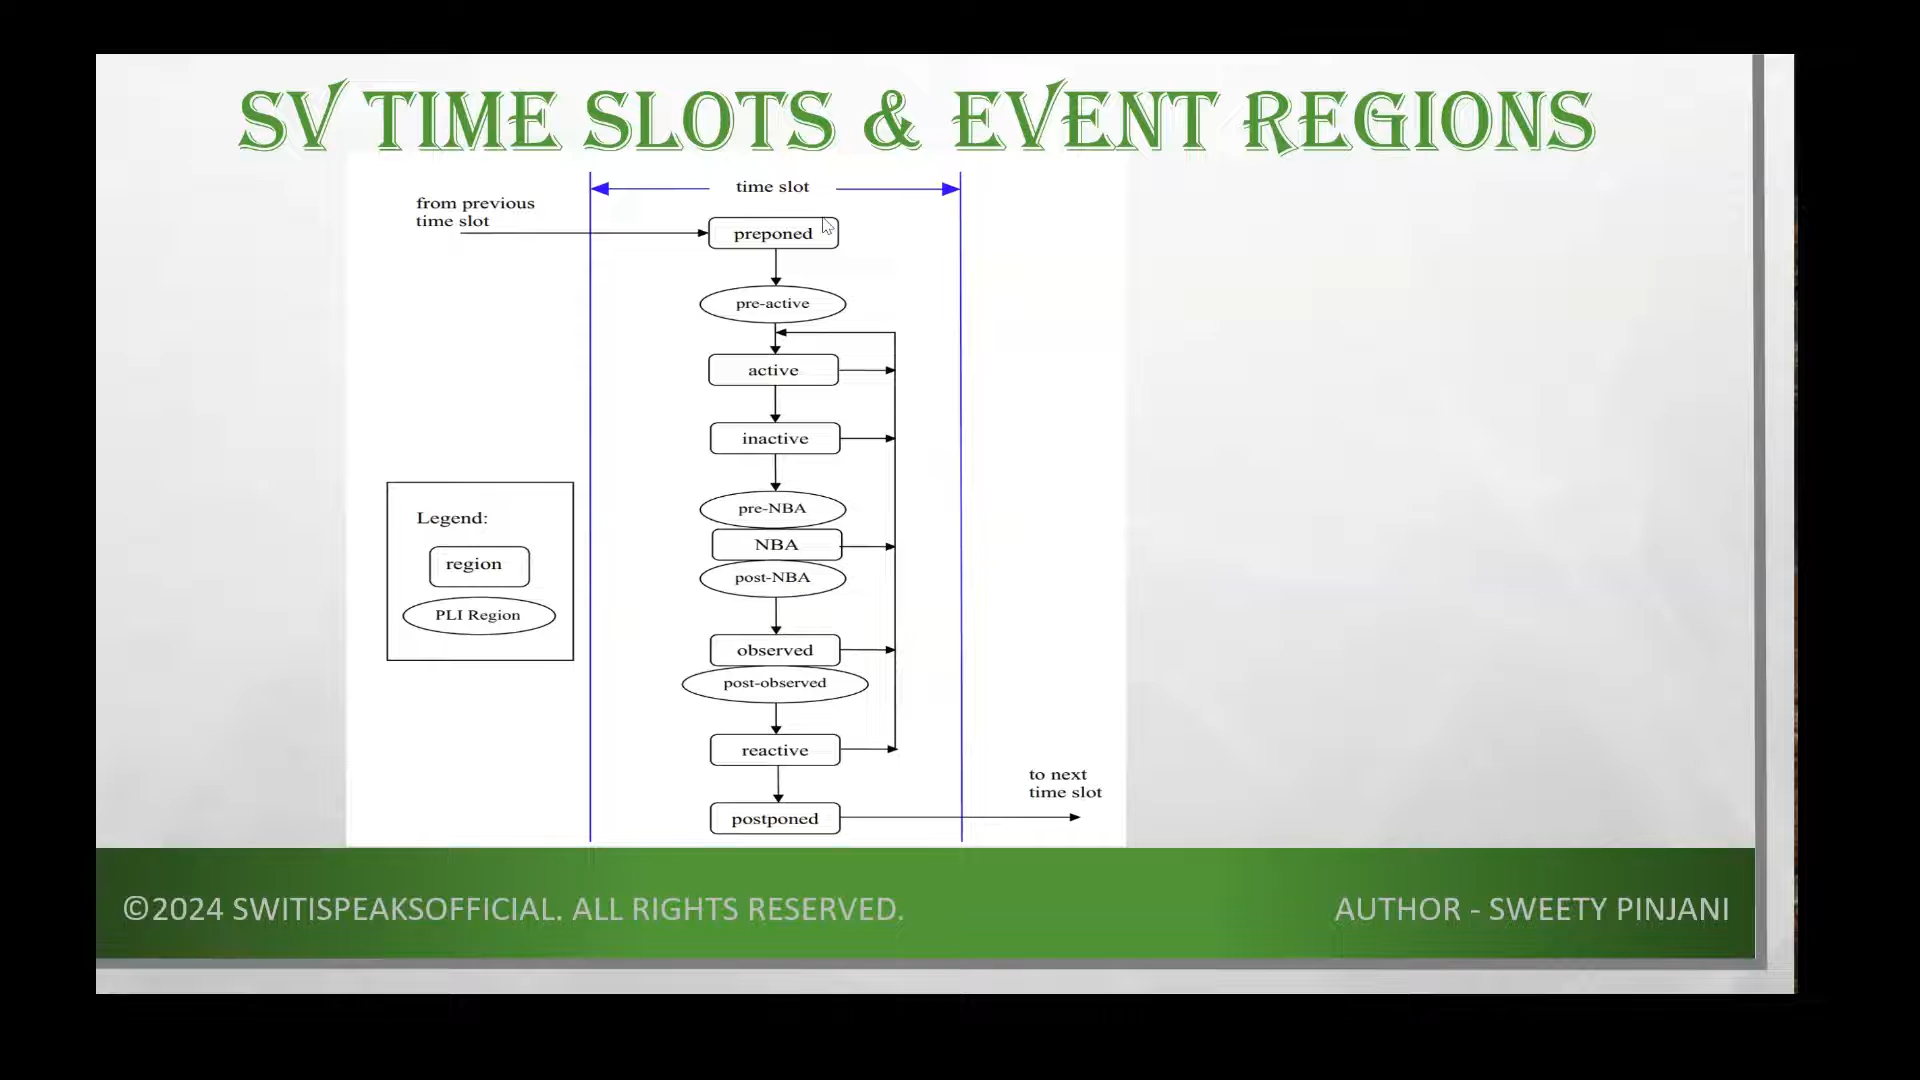 SV TIME SLOTS & EVENT REGIONS
time slot
from previous
time slot
preponed
pre-active
active
inactive
pre-NBA
NBA
post-NBA
observed
post-observed
reactive
postponed
to next
time slot
Legend:
region
PLI Region
©2024 SWITISPEAKSOFFICIAL. ALL RIGHTS RESERVED.
AUTHOR - SWEETY PINJANI